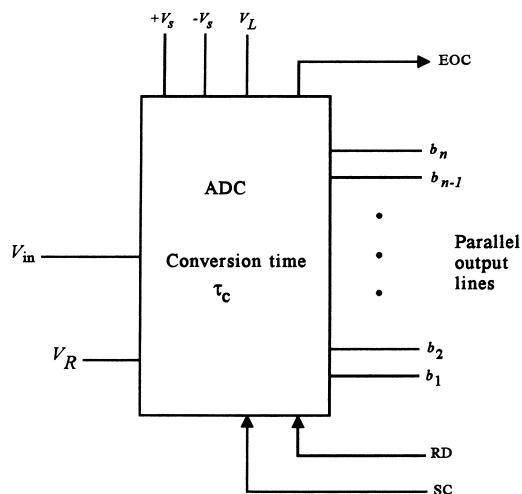 +Vs -Vs VL
EOC
bn
bn-1
ADC
Vin
Conversion time
τc
Parallel
output
lines
VR
b2
b1
RD
SC